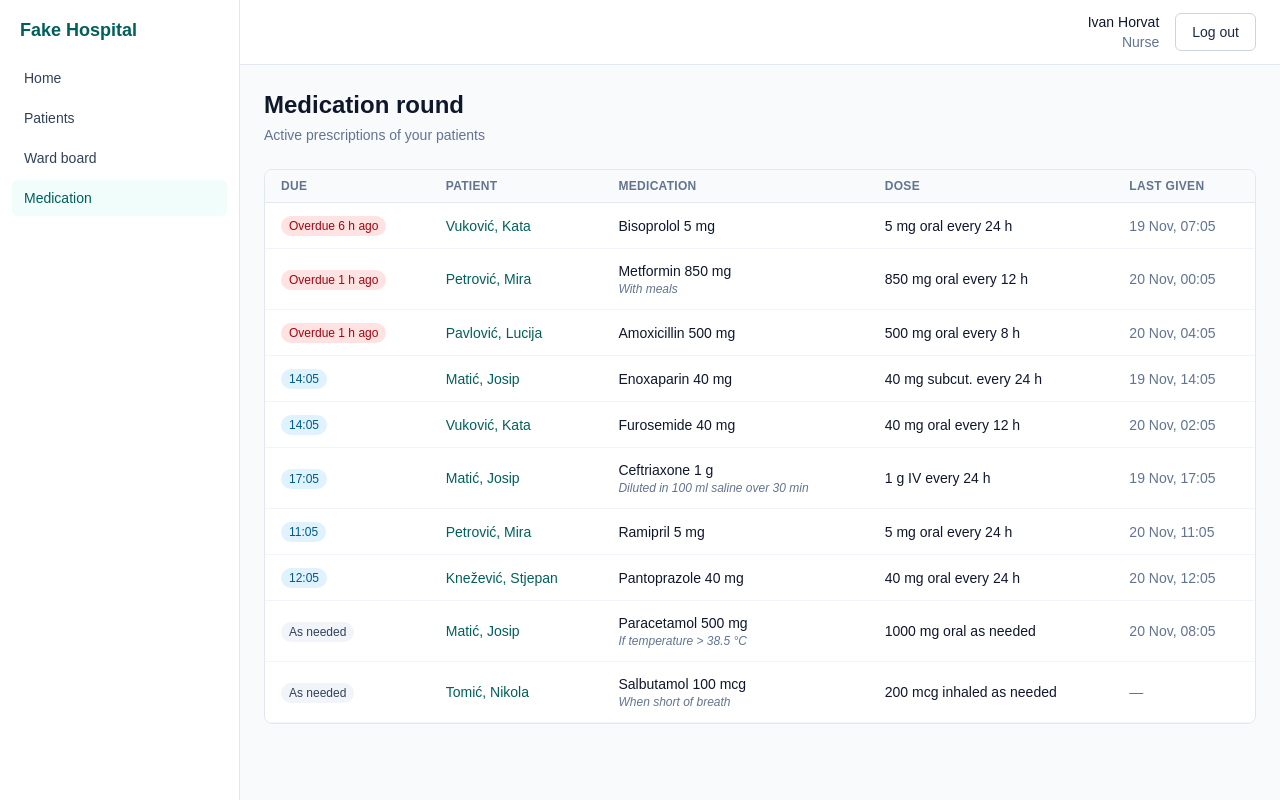 Fake Hospital
Home
Patients
Ward board
Medication
Ivan Horvat
Nurse
Log out
Medication round
Active prescriptions of your patients
DUE PATIENT MEDICATION DOSE LAST GIVEN
Overdue 6 h ago Vuković, Kata Bisoprolol 5 mg 5 mg oral every 24 h 19 Nov, 07:05
Overdue 1 h ago Petrović, Mira Metformin 850 mg 850 mg oral every 12 h 20 Nov, 00:05
With meals
Overdue 1 h ago Pavlović, Lucija Amoxicillin 500 mg 500 mg oral every 8 h 20 Nov, 04:05
14:05 Matić, Josip Enoxaparin 40 mg 40 mg subcut. every 24 h 19 Nov, 14:05
14:05 Vuković, Kata Furosemide 40 mg 40 mg oral every 12 h 20 Nov, 02:05
17:05 Matić, Josip Ceftriaxone 1 g 1 g IV every 24 h 19 Nov, 17:05
Diluted in 100 ml saline over 30 min
11:05 Petrović, Mira Ramipril 5 mg 5 mg oral every 24 h 20 Nov, 11:05
12:05 Knežević, Stjepan Pantoprazole 40 mg 40 mg oral every 24 h 20 Nov, 12:05
As needed Matić, Josip Paracetamol 500 mg 1000 mg oral as needed 20 Nov, 08:05
If temperature > 38.5 °C
As needed Tomić, Nikola Salbutamol 100 mcg 200 mcg inhaled as needed —
When short of breath